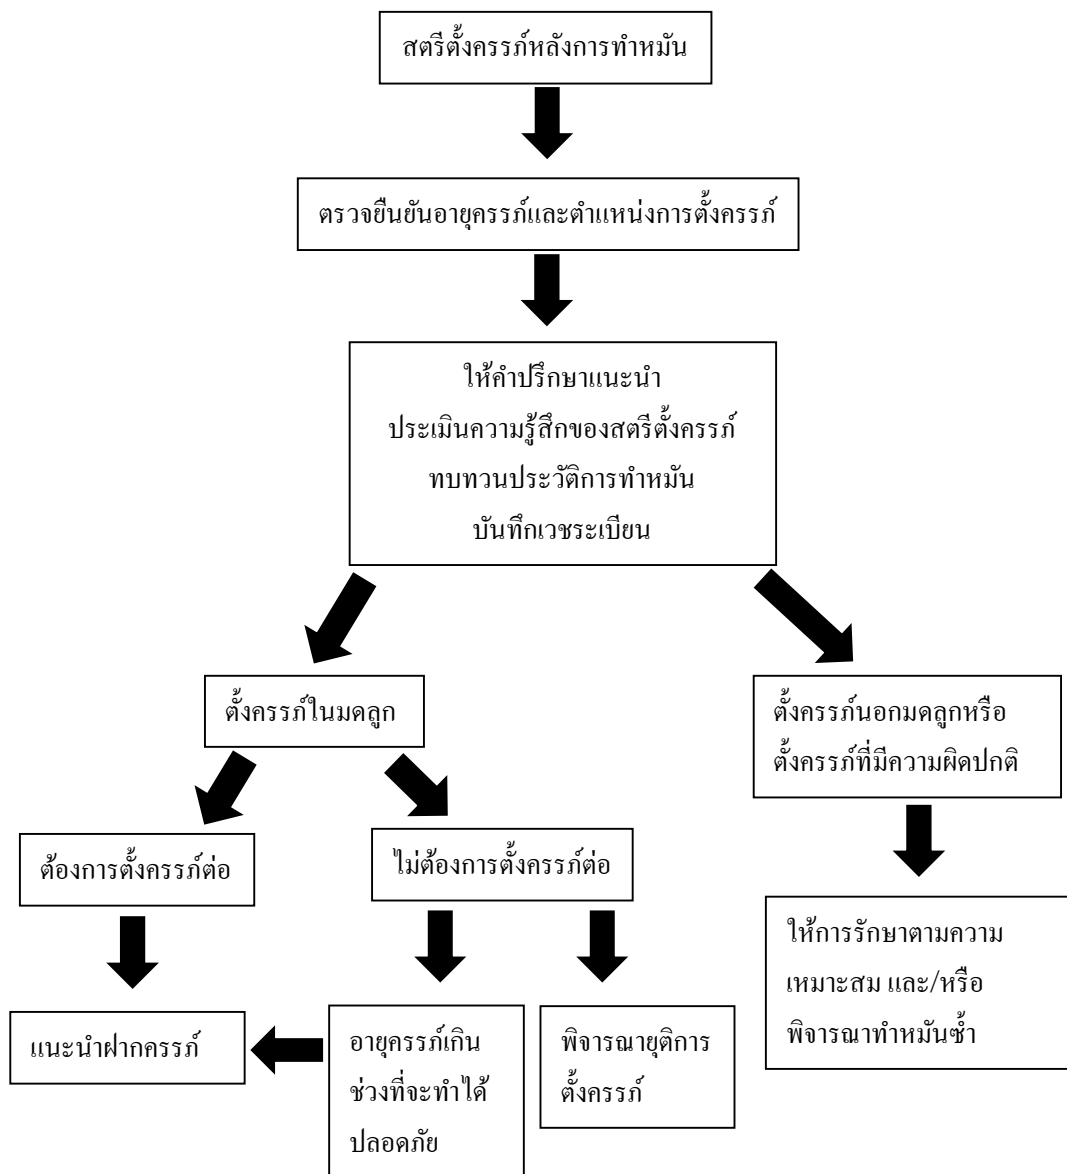 สตรีตั้งครรภ์หลังการทำหมัน
ตรวจยืนยันอายุครรภ์และตำแหน่งการตั้งครรภ์
ให้คำปรึกษาแนะนำ
ประเมินความรู้สึกของสตรีตั้งครรภ์
ทบทวนประวัติการทำหมัน
บันทึกเวชระเบียน
ตั้งครรภ์ในมดลูก
ตั้งครรภ์นอกมดลูกหรือ
ตั้งครรภ์ที่มีความผิดปกติ
ต้องการตั้งครรภ์ต่อ
ไม่ต้องการตั้งครรภ์ต่อ
ให้การรักษาตามความ
เหมาะสม และ/หรือ
พิจารณาทำหมันซ้ำ
แนะนำฝากครรภ์
อายุครรภ์เกิน
ช่วงที่จะทำได้
ปลอดภัย
พิจารณายุติการ
ตั้งครรภ์